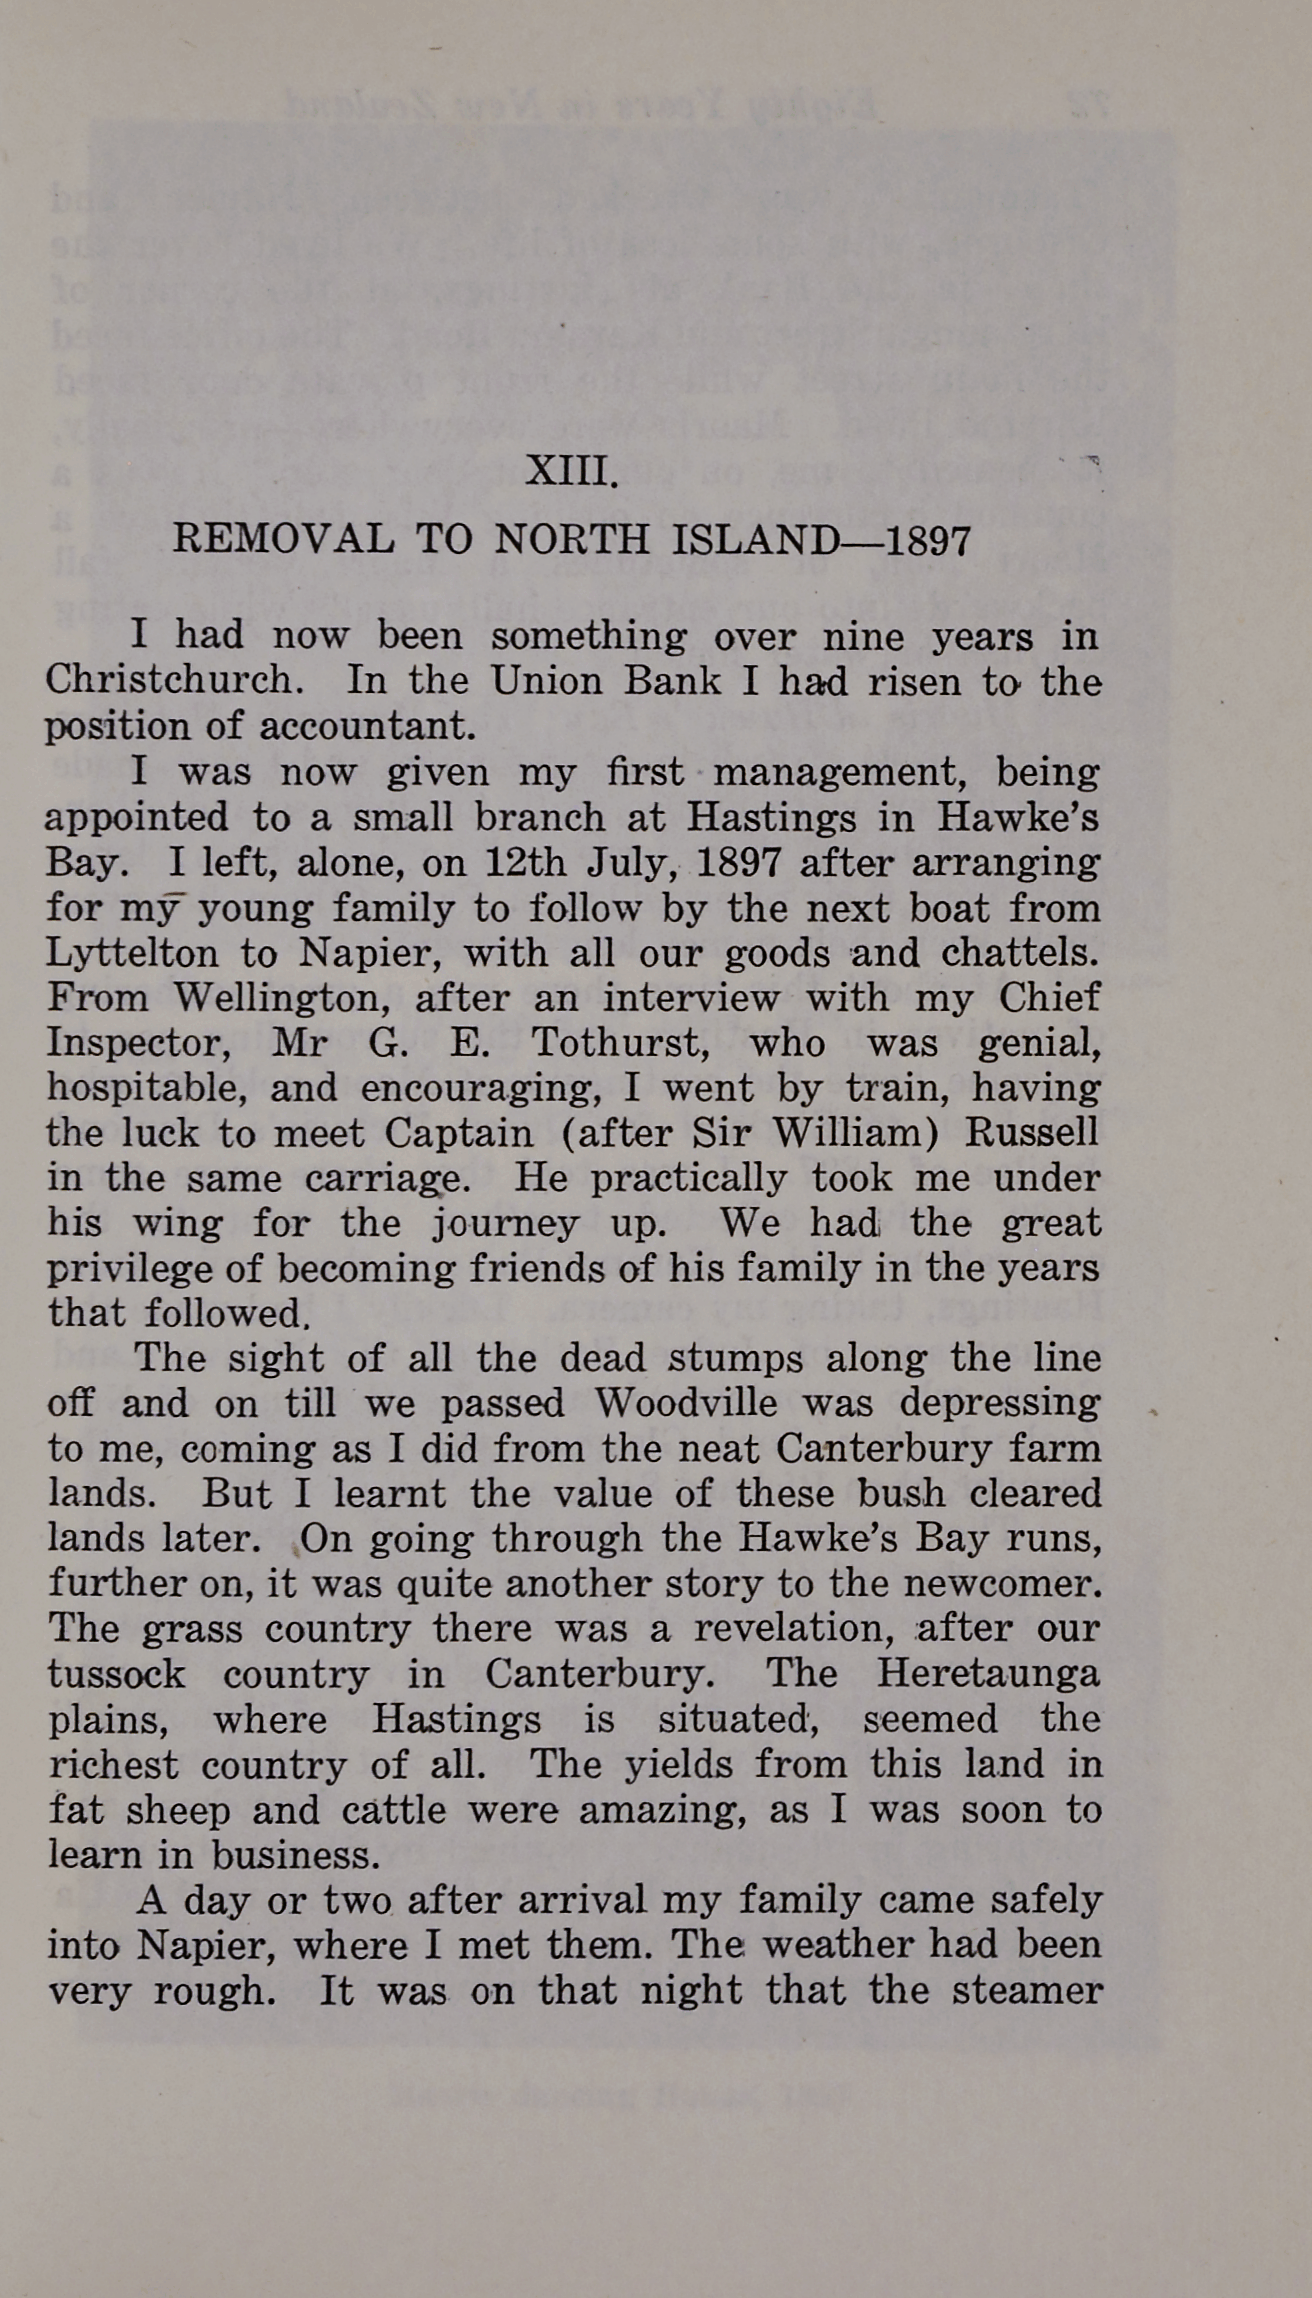 XIII.
REMOVAL TO NORTH ISLAND—1897
I had now been something over nine years in
Christchurch. In the Union Bank I had risen to the
position of accountant.
I was now given my first management, being
appointed to a small branch at Hastings in Hawke's
Bay. I left, alone, on 12th July, 1897 after arranging
for my young family to follow by the next boat from
Lyttelton to Napier, with all our goods and chattels.
From Wellington, after an interview with my Chief
Inspector, Mr G. E. Tothurst, who was genial,
hospitable, and encouraging, I went by train, having
the luck to meet Captain (after Sir William) Russell
in the same carriage. He practically took me under
his wing for the journey up. We had the great
privilege of becoming friends of his family in the years
that followed.
The sight of all the dead stumps along the line
off and on till we passed Woodville was depressing
to me, coming as I did from the neat Canterbury farm
lands. But I learnt the value of these bush cleared
lands later. On going through the Hawke's Bay runs,
further on, it was quite another story to the newcomer.
The grass country there was a revelation, after our
tussock country in Canterbury. The Heretaunga
plains, where Hastings is situated, seemed the
richest country of all. The yields from this land in
fat sheep and cattle were amazing, as I was soon to
learn in business.
A day or two after arrival my family came safely
into Napier, where I met them. The weather had been
very rough. It was on that night that the steamer